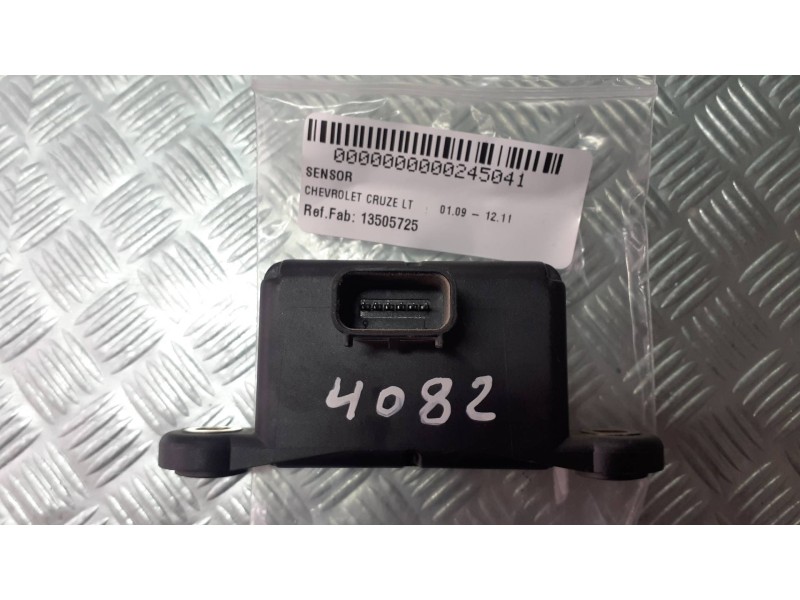 0000000000245041
SENSOR
CHEVROLET CRUZE LT : 01.09 – 12.11
Ref.Fab: 13505725
4082